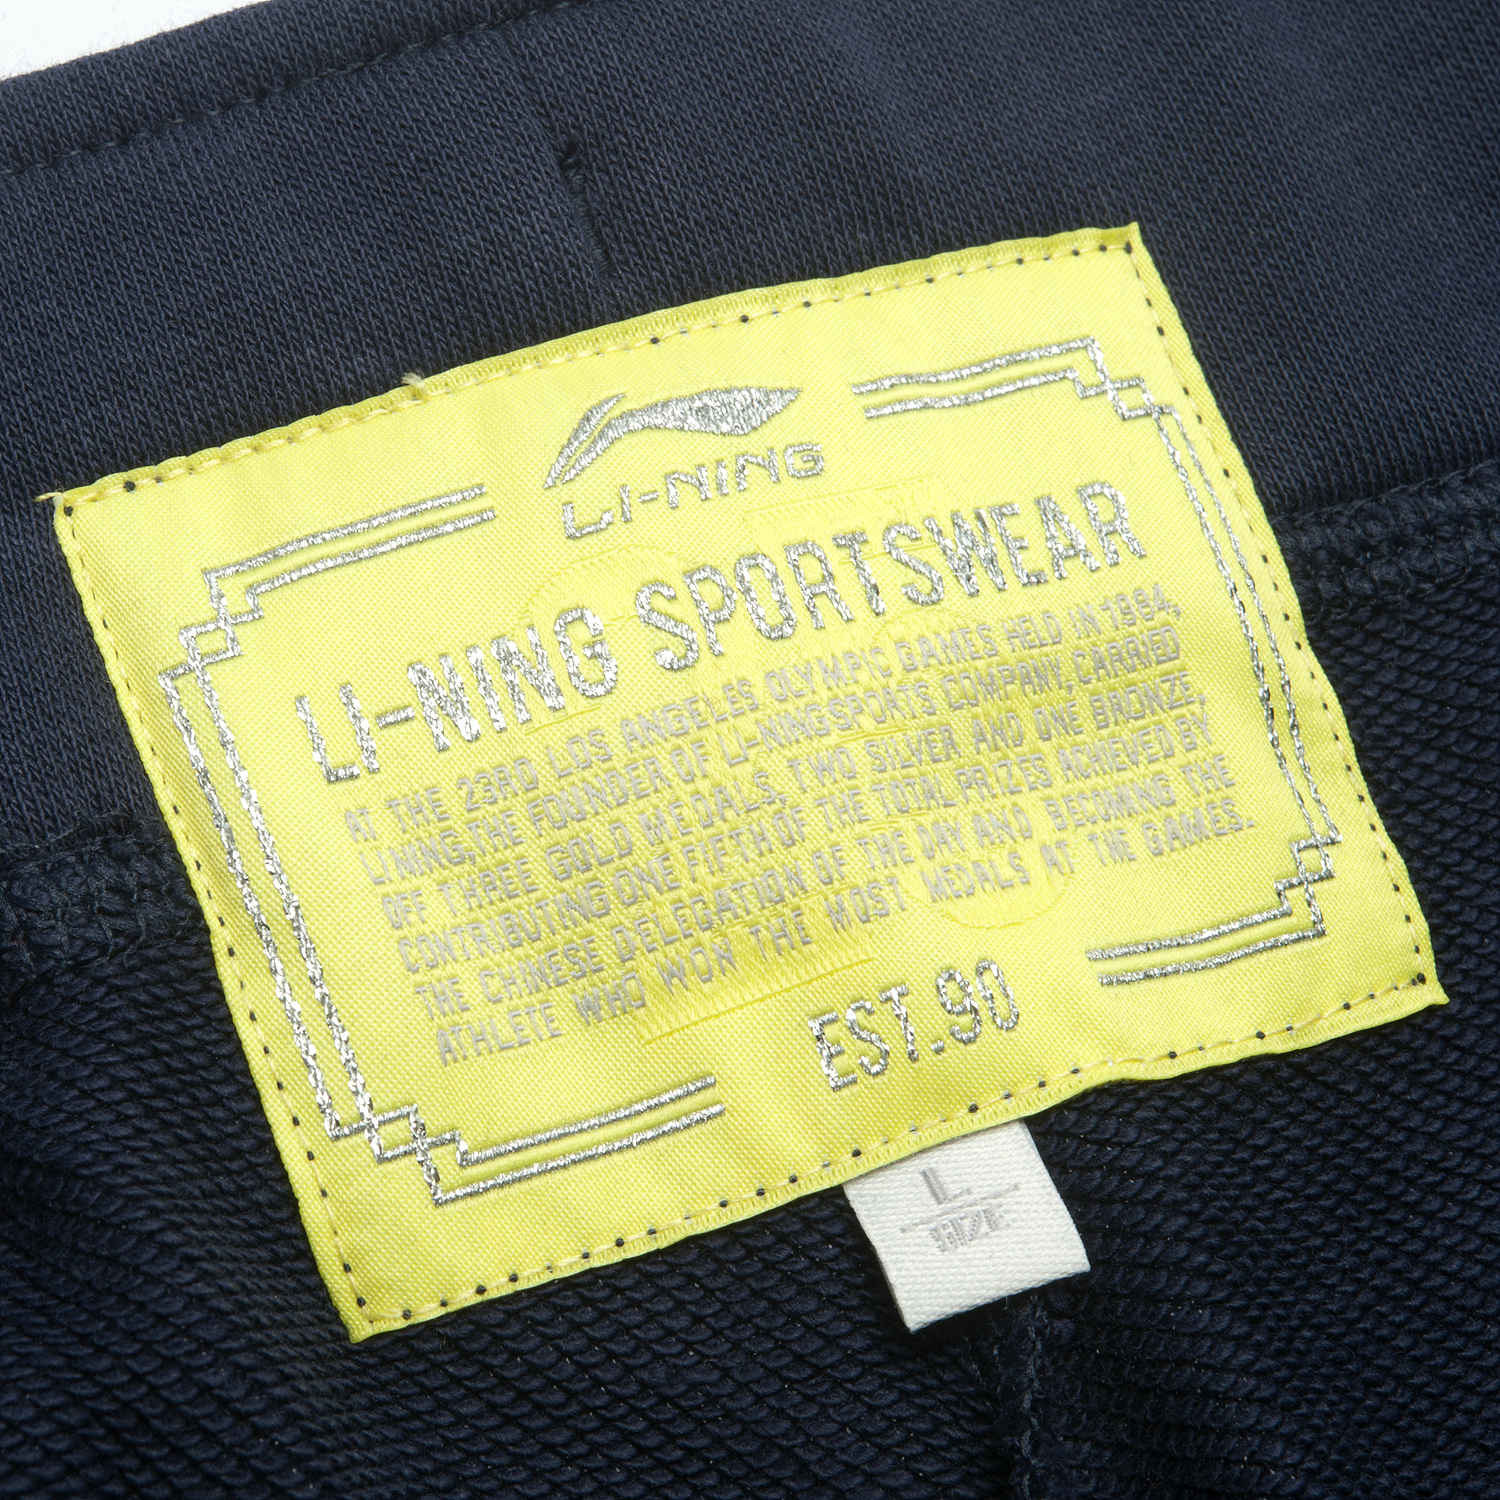 LI-NING
LI-NING SPORTSWEAR
AT THE 23RD LOS ANGELES OLYMPIC GAMES HELD IN 1984,
LI NING,THE FOUNDER OF LI-NING SPORTS COMPANY, CARRIED
OFF THREE GOLD MEDALS, TWO SILVER AND ONE BRONZE,
CONTRIBUTING ONE FIFTH OF THE TOTAL PRIZES ACHIEVED BY
THE CHINESE DELEGATION OF THE DAY AND BECOMING THE
ATHLETE WHO WON THE MOST MEDALS AT THE GAMES.
EST.90
L
SIZE